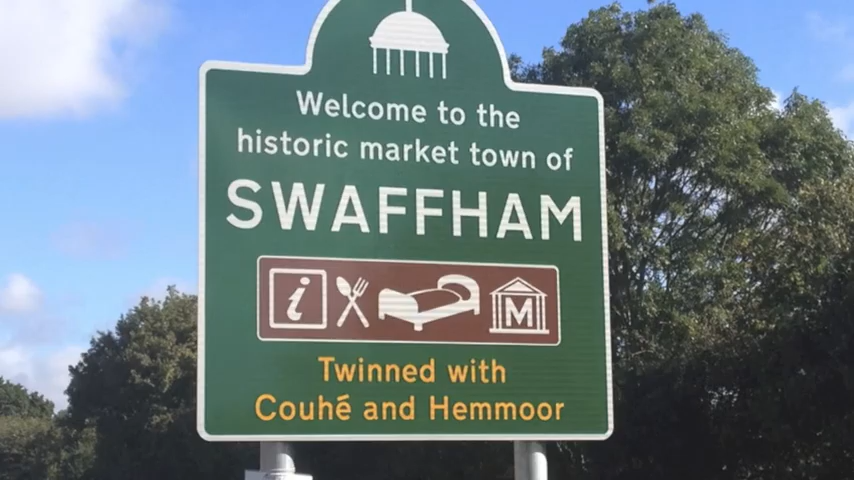 Welcome to the
historic market town of
SWAFFHAM
i M
Twinned with
Couhé and Hemmoor